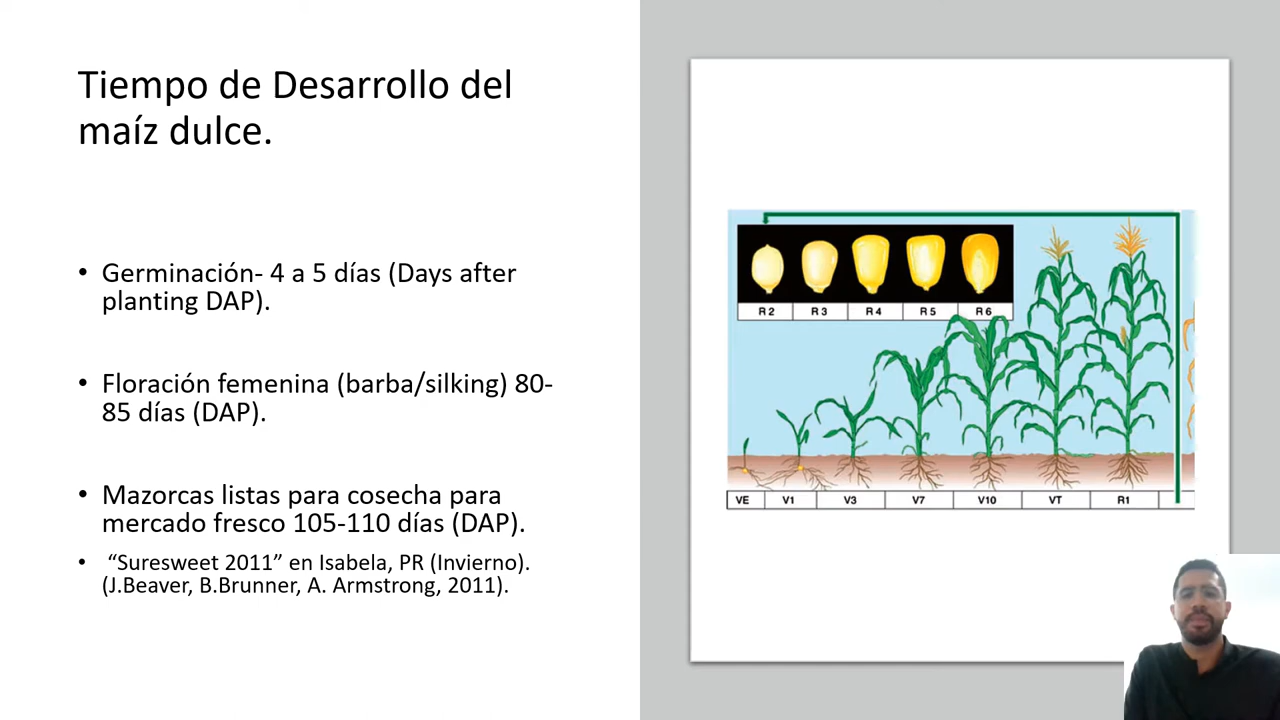 Tiempo de Desarrollo del
maíz dulce.
• Germinación- 4 a 5 días (Days after
planting DAP).
• Floración femenina (barba/silking) 80-
85 días (DAP).
• Mazorcas listas para cosecha para
mercado fresco 105-110 días (DAP).
• “Suresweet 2011” en Isabela, PR (Invierno).
(J.Beaver, B.Brunner, A. Armstrong, 2011).
R2 R3 R4 R5 R6
VE V1 V3 V7 V10 VT R1